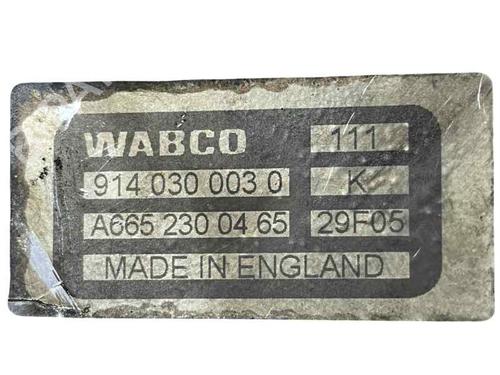 WABCO 111
914 030 003 0 K
A665 230 04 65 29F05
MADE IN ENGLAND